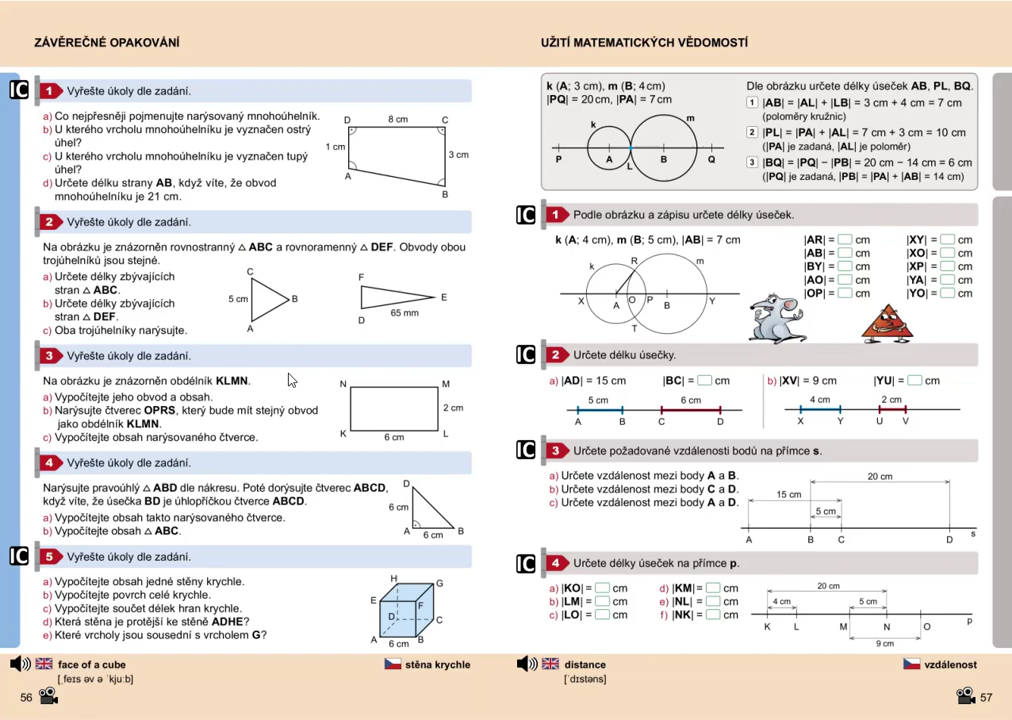 ZÁVĚREČNÉ OPAKOVÁNÍ
IC 1 Vyřešte úkoly dle zadání.
a) Co nejpřesněji pojmenujte narýsovaný mnohoúhelník.
b) U kterého vrcholu mnohoúhelníku je vyznačen ostrý
úhel?
c) U kterého vrcholu mnohoúhelníku je vyznačen tupý
úhel?
d) Určete délku strany AB, když víte, že obvod
mnohoúhelníku je 21 cm.
D 8 cm C
1 cm
3 cm
A
B
2 Vyřešte úkoly dle zadání.
Na obrázku je znázorněn rovnostranný △ ABC a rovnoramenný △ DEF. Obvody obou
trojúhelníků jsou stejné.
a) Určete délky zbývajících
stran △ ABC.
b) Určete délky zbývajících
stran △ DEF.
c) Oba trojúhelníky narýsujte.
C
5 cm B
A
F
E
65 mm
D
3 Vyřešte úkoly dle zadání.
Na obrázku je znázorněn obdélník KLMN.
a) Vypočítejte jeho obvod a obsah.
b) Narýsujte čtverec OPRS, který bude mít stejný obvod
jako obdélník KLMN.
c) Vypočítejte obsah narýsovaného čtverce.
N M
2 cm
K 6 cm L
4 Vyřešte úkoly dle zadání.
Narýsujte pravoúhlý △ ABD dle nákresu. Poté dorýsujte čtverec ABCD,
když víte, že úsečka BD je úhlopříčkou čtverce ABCD.
a) Vypočítejte obsah takto narýsovaného čtverce.
b) Vypočítejte obsah △ ABC.
D
6 cm
A 6 cm B
IC 5 Vyřešte úkoly dle zadání.
a) Vypočítejte obsah jedné stěny krychle.
b) Vypočítejte povrch celé krychle.
c) Vypočítejte součet délek hran krychle.
d) Která stěna je protější ke stěně ADHE?
e) Které vrcholy jsou sousední s vrcholem G?
H G
E F
D C
A 6 cm B
face of a cube
stěna krychle
[ˌfeɪs əv ə ˈkjuːb]
56
UŽITÍ MATEMATICKÝCH VĚDOMOSTÍ
k (A; 3 cm), m (B; 4 cm)
|PQ| = 20 cm, |PA| = 7 cm
k m
P A L B Q
Dle obrázku určete délky úseček AB, PL, BQ.
1 |AB| = |AL| + |LB| = 3 cm + 4 cm = 7 cm
(poloměry kružnic)
2 |PL| = |PA| + |AL| = 7 cm + 3 cm = 10 cm
(|PA| je zadaná, |AL| je poloměr)
3 |BQ| = |PQ| − |PB| = 20 cm − 14 cm = 6 cm
(|PQ| je zadaná, |PB| = |PA| + |AB| = 14 cm)
IC 1 Podle obrázku a zápisu určete délky úseček.
k (A; 4 cm), m (B; 5 cm), |AB| = 7 cm
k R m
X A O P B Y
T
|AR| = cm |XY| = cm
|AB| = cm |XO| = cm
|BY| = cm |XP| = cm
|AO| = cm |YA| = cm
|OP| = cm |YO| = cm
IC 2 Určete délku úsečky.
a) |AD| = 15 cm |BC| = cm
5 cm 6 cm
A B C D
b) |XV| = 9 cm |YU| = cm
4 cm 2 cm
X Y U V
IC 3 Určete požadované vzdálenosti bodů na přímce s.
a) Určete vzdálenost mezi body A a B.
b) Určete vzdálenost mezi body C a D.
c) Určete vzdálenost mezi body A a D.
20 cm
15 cm
5 cm
A B C D s
IC 4 Určete délky úseček na přímce p.
a) |KO| = cm d) |KM| = cm
b) |LM| = cm e) |NL| = cm
c) |LO| = cm f) |NK| = cm
20 cm
4 cm 5 cm
K L M N O p
9 cm
distance
vzdálenost
[ˈdɪstəns]
57